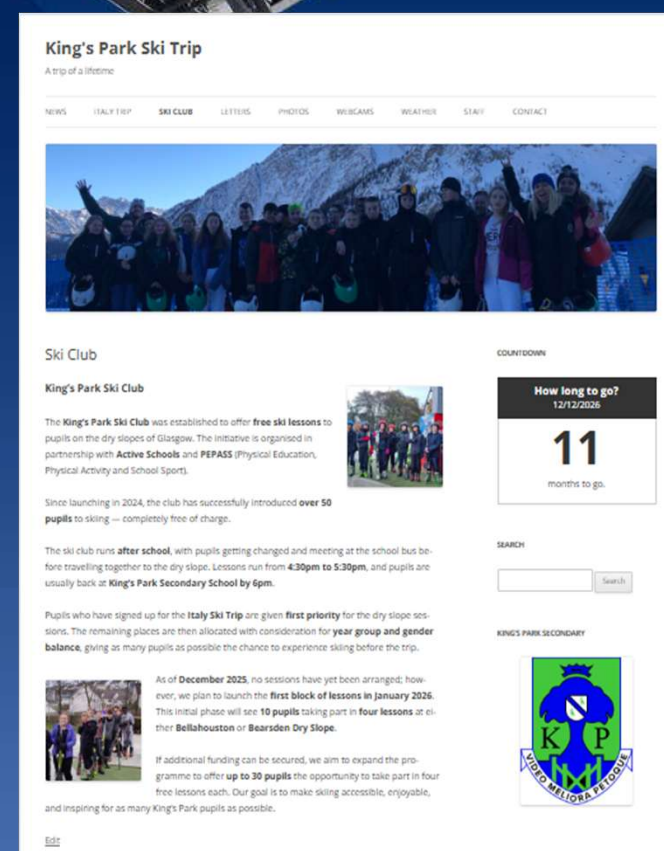 King's Park Ski Trip
A trip of a lifetime
NEWS ITALY TRIP SKI CLUB LETTERS PHOTOS WEBCAMS WEATHER STAFF CONTACT
Ski Club
King's Park Ski Club
The King's Park Ski Club was established to offer free ski lessons to
pupils on the dry slopes of Glasgow. The initiative is organised in
partnership with Active Schools and PEPASS (Physical Education,
Physical Activity and School Sport).
Since launching in 2024, the club has successfully introduced over 50
pupils to skiing — completely free of charge.
The ski club runs after school, with pupils getting changed and meeting at the school bus be-
fore travelling together to the dry slope. Lessons run from 4:30pm to 5:30pm, and pupils are
usually back at King's Park Secondary School by 6pm.
Pupils who have signed up for the Italy Ski Trip are given first priority for the dry slope ses-
sions. The remaining places are then allocated with consideration for year group and gender
balance, giving as many pupils as possible the chance to experience skiing before the trip.
As of December 2025, no sessions have yet been arranged; how-
ever, we plan to launch the first block of lessons in January 2026.
This initial phase will see 10 pupils taking part in four lessons at ei-
ther Bellahouston or Bearsden Dry Slope.
If additional funding can be secured, we aim to expand the pro-
gramme to offer up to 30 pupils the opportunity to take part in four
free lessons each. Our goal is to make skiing accessible, enjoyable,
and inspiring for as many King's Park pupils as possible.
Edit
COUNTDOWN
How long to go?
12/12/2026
11
months to go.
SEARCH
Search
KING'S PARK SECONDARY
K P
VIDEO MELIORA PETOQUE